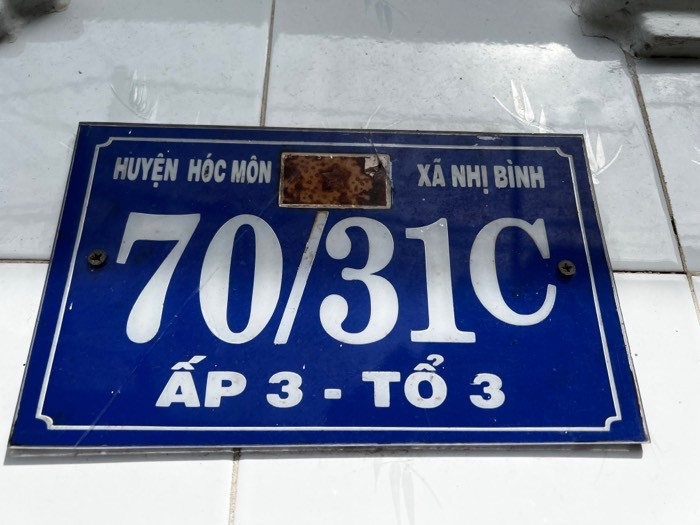 HUYỆN HÓC MÔN XÃ NHỊ BÌNH
70/31C
ẤP 3 - TỔ 3